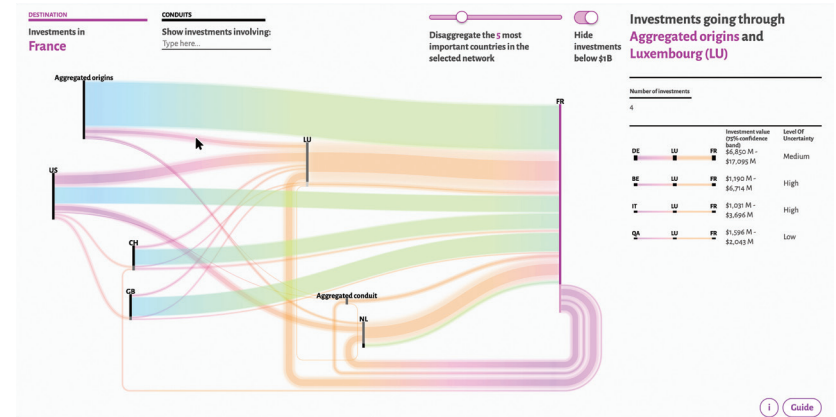 DESTINATION
Investments in
France
CONDUITS
Show investments involving:
Type here...
Disaggregate the 5 most
important countries in the
selected network
Hide
investments
below $1B
Investments going through
Aggregated origins and
Luxembourg (LU)
Number of investments
4
Investment value
(75% confidence
band)
Level Of
Uncertainty
DE LU FR $6,850 M -
$17,095 M Medium
BE LU FR $1,190 M -
$6,714 M High
IT LU FR $1,031 M -
$3,696 M High
QA LU FR $1,596 M -
$2,043 M Low
Aggregated origins
FR
LU
US
CH
GB
Aggregated conduit
NL
i Guide